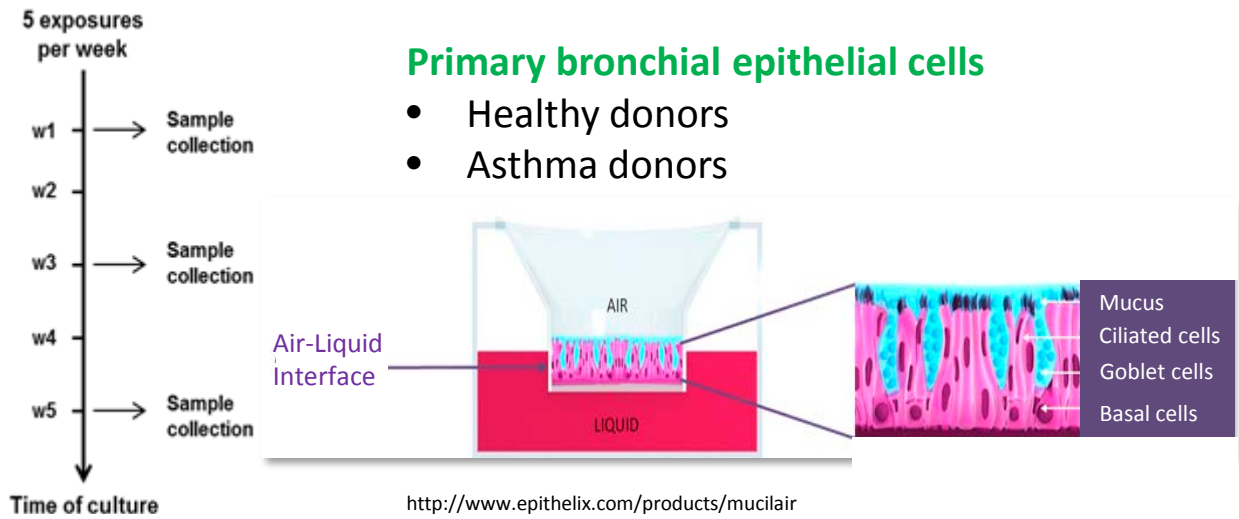 5 exposures
per week
w1
Sample
collection
w2
w3
Sample
collection
w4
w5
Sample
collection
Time of culture
Primary bronchial epithelial cells
• Healthy donors
• Asthma donors
Air-Liquid
Interface
AIR
LIQUID
Mucus
Ciliated cells
Goblet cells
Basal cells
http://www.epithelix.com/products/mucilair